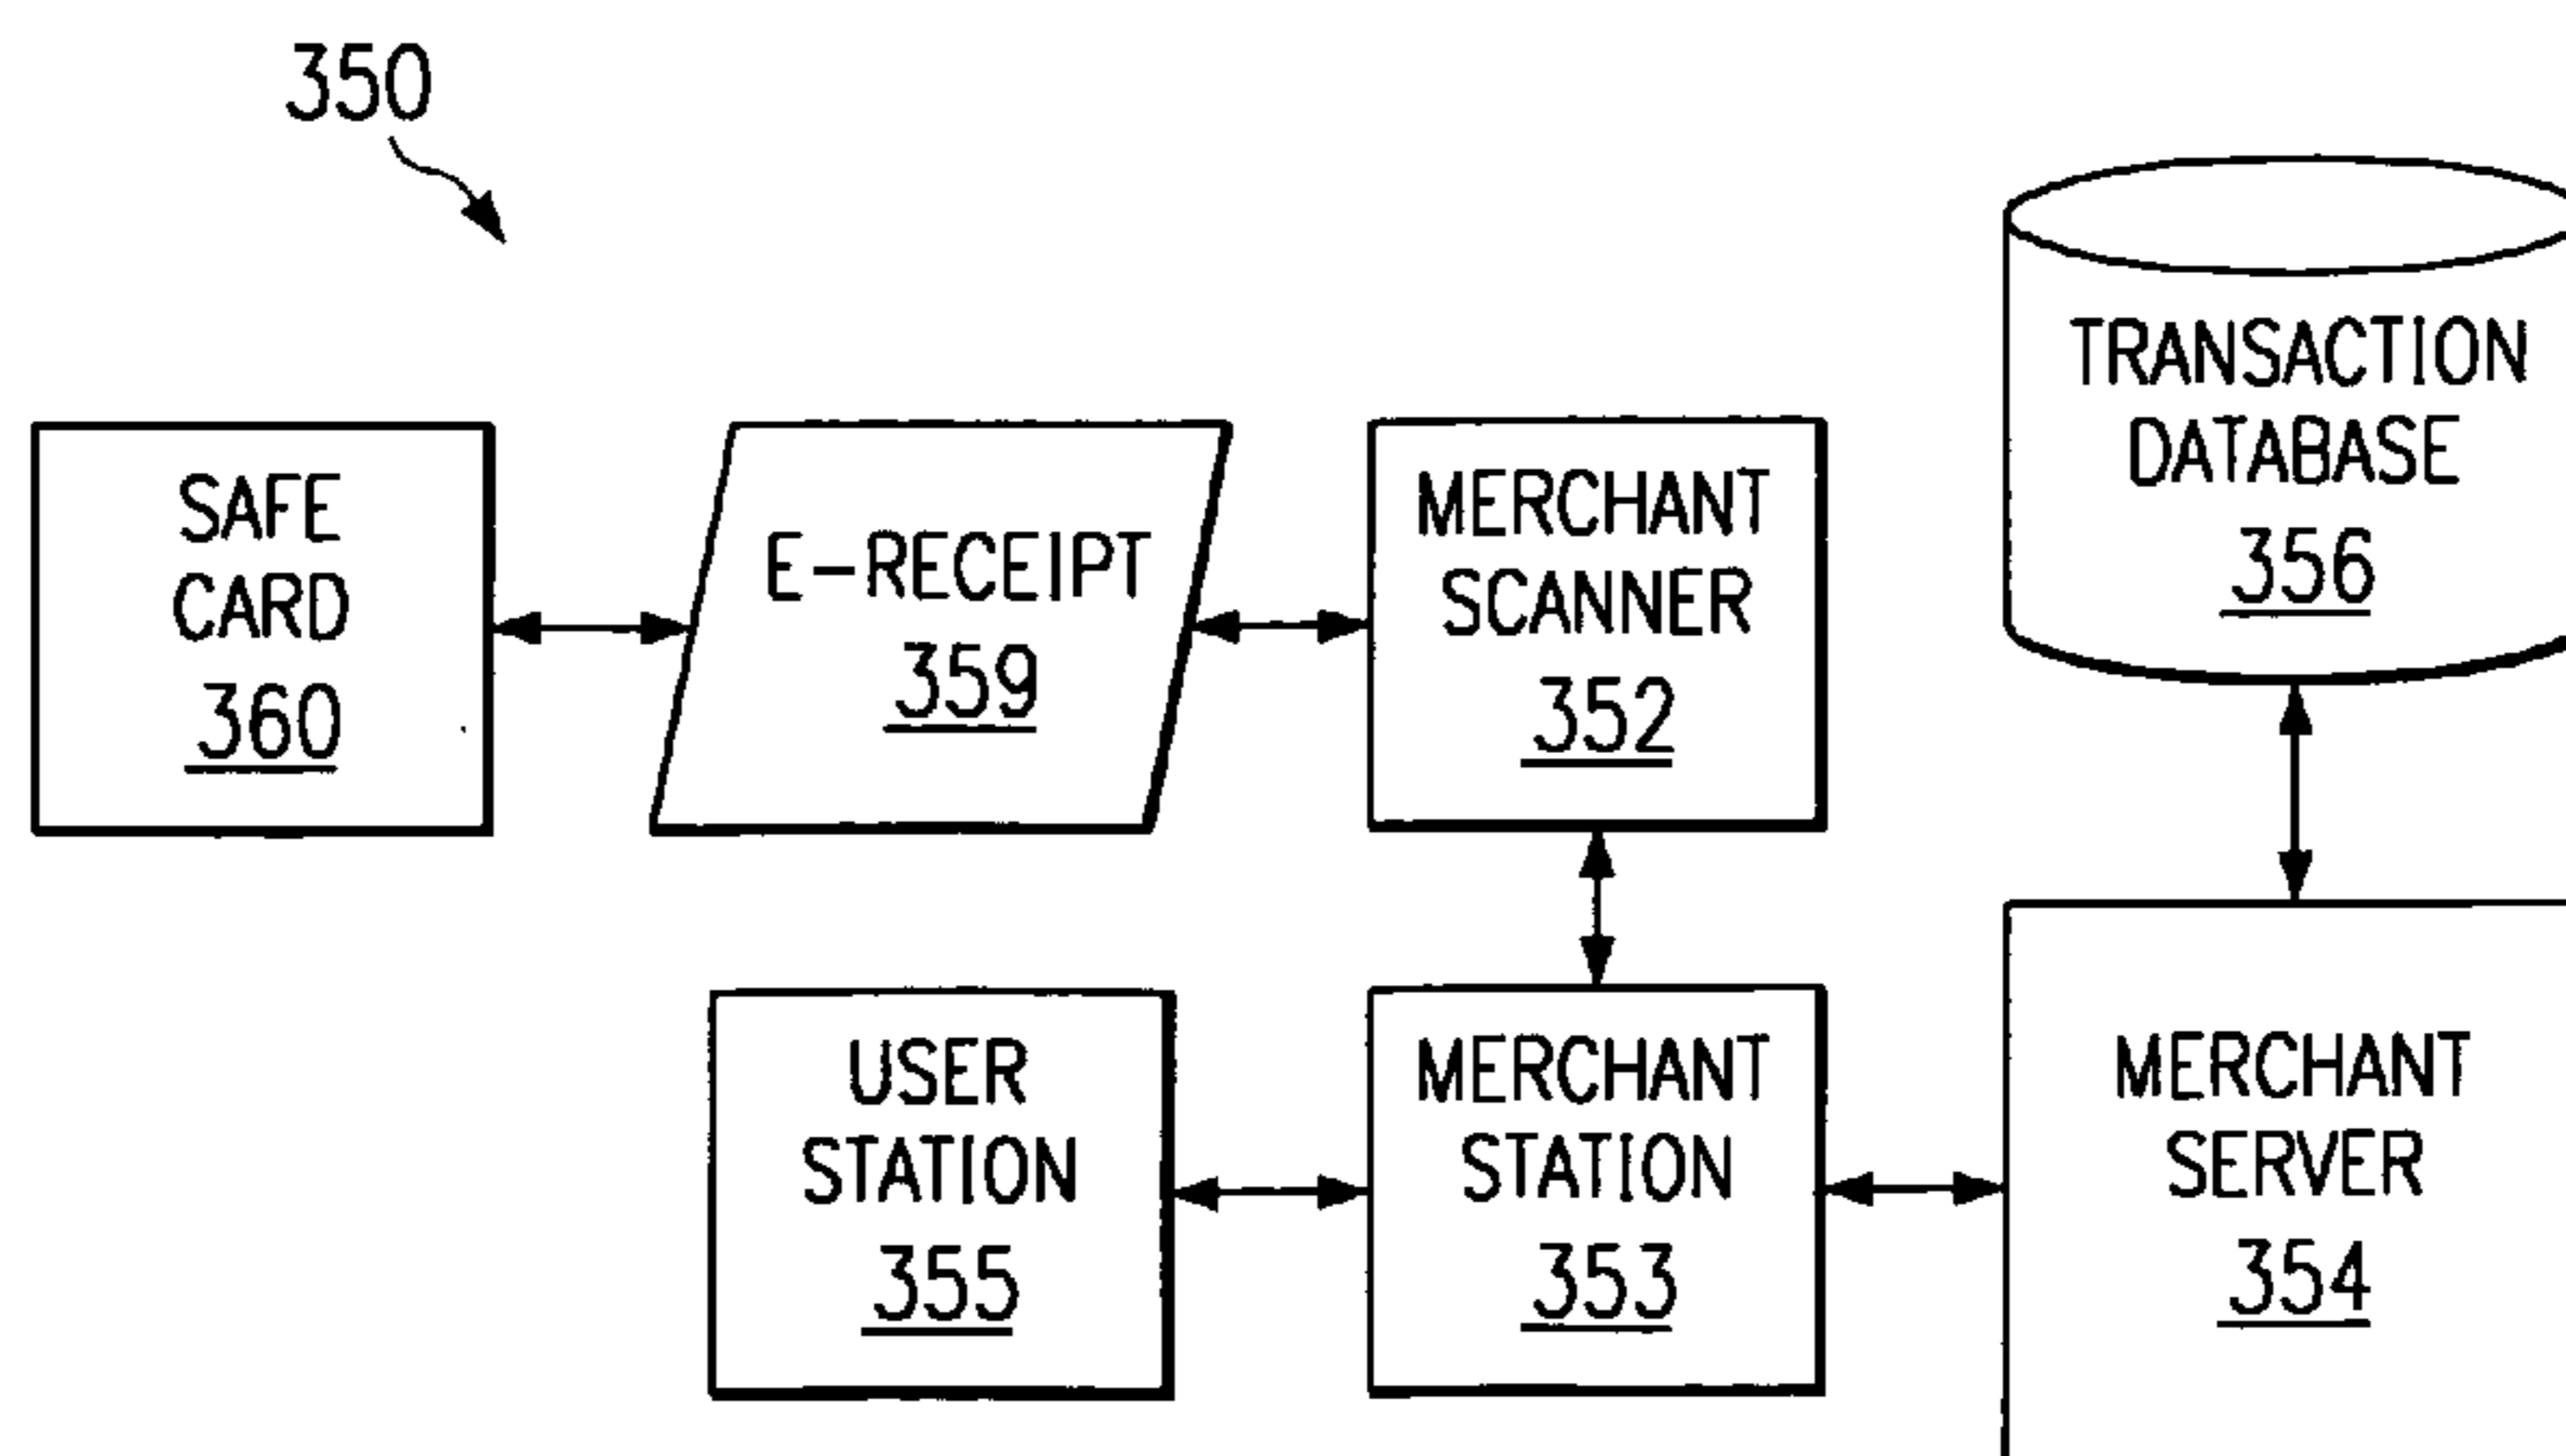 350
SAFE
CARD
360
E-RECEIPT
359
MERCHANT
SCANNER
352
TRANSACTION
DATABASE
356
USER
STATION
355
MERCHANT
STATION
353
MERCHANT
SERVER
354